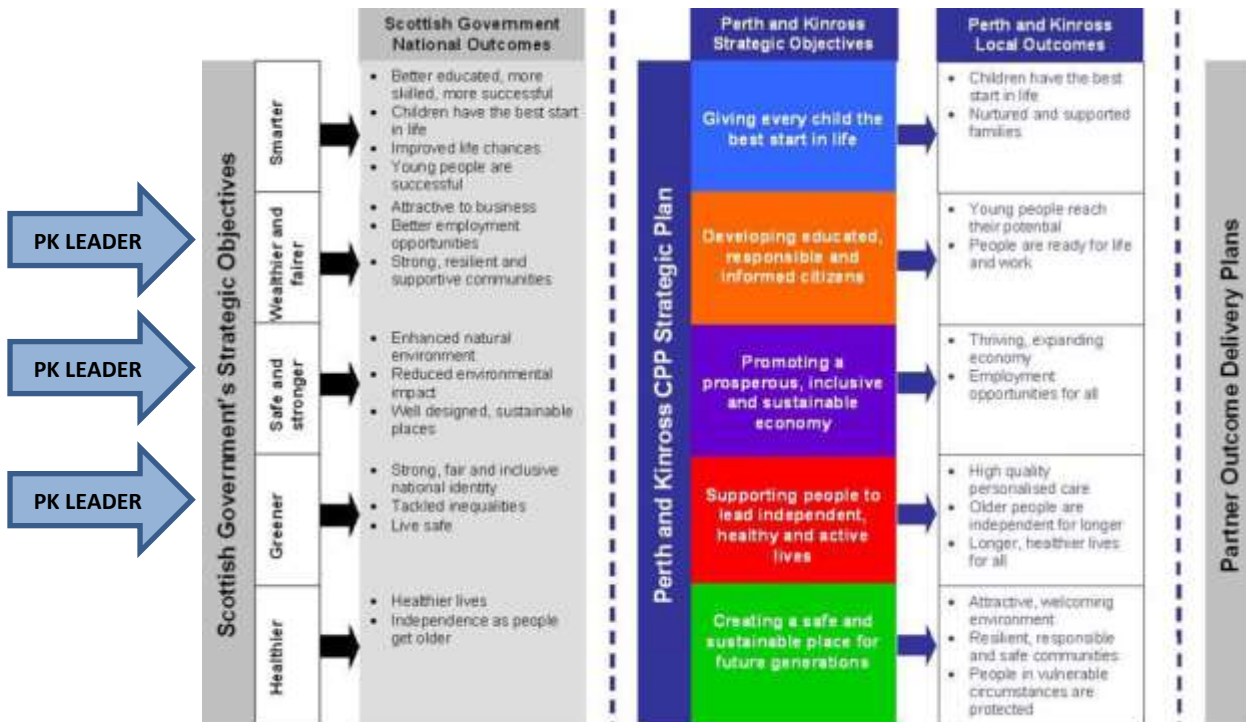 Scottish Government
National Outcomes
Perth and Kinross
Strategic Objectives
Perth and Kinross
Local Outcomes
PK LEADER
PK LEADER
PK LEADER
Scottish Government's Strategic Objectives
Smarter
• Better educated, more
skilled, more successful
• Children have the best start
in life
• Improved life chances
• Young people are
successful
Wealthier and
fairer
• Attractive to business
• Better employment
opportunities
• Strong, resilient and
supportive communities
Safe and
stronger
• Enhanced natural
environment
• Reduced environmental
impact
• Well designed, sustainable
places
Greener
• Strong, fair and inclusive
national identity
• Tackled inequalities
• Live safe
Healthier
• Healthier lives
• Independence as people
get older
Perth and Kinross CPP Strategic Plan
Giving every child the
best start in life
• Children have the best
start in life
• Nurtured and supported
families
Developing educated,
responsible and
informed citizens
• Young people reach
their potential
• People are ready for life
and work
Promoting a
prosperous, inclusive
and sustainable
economy
• Thriving, expanding
economy
• Employment
opportunities for all
Supporting people to
lead independent,
healthy and active
lives
• High quality
personalised care
• Older people are
independent for longer
• Longer, healthier lives
for all
Creating a safe and
sustainable place for
future generations
• Attractive, welcoming
environment
• Resilient, responsible
and safe communities
• People in vulnerable
circumstances are
protected
Partner Outcome Delivery Plans